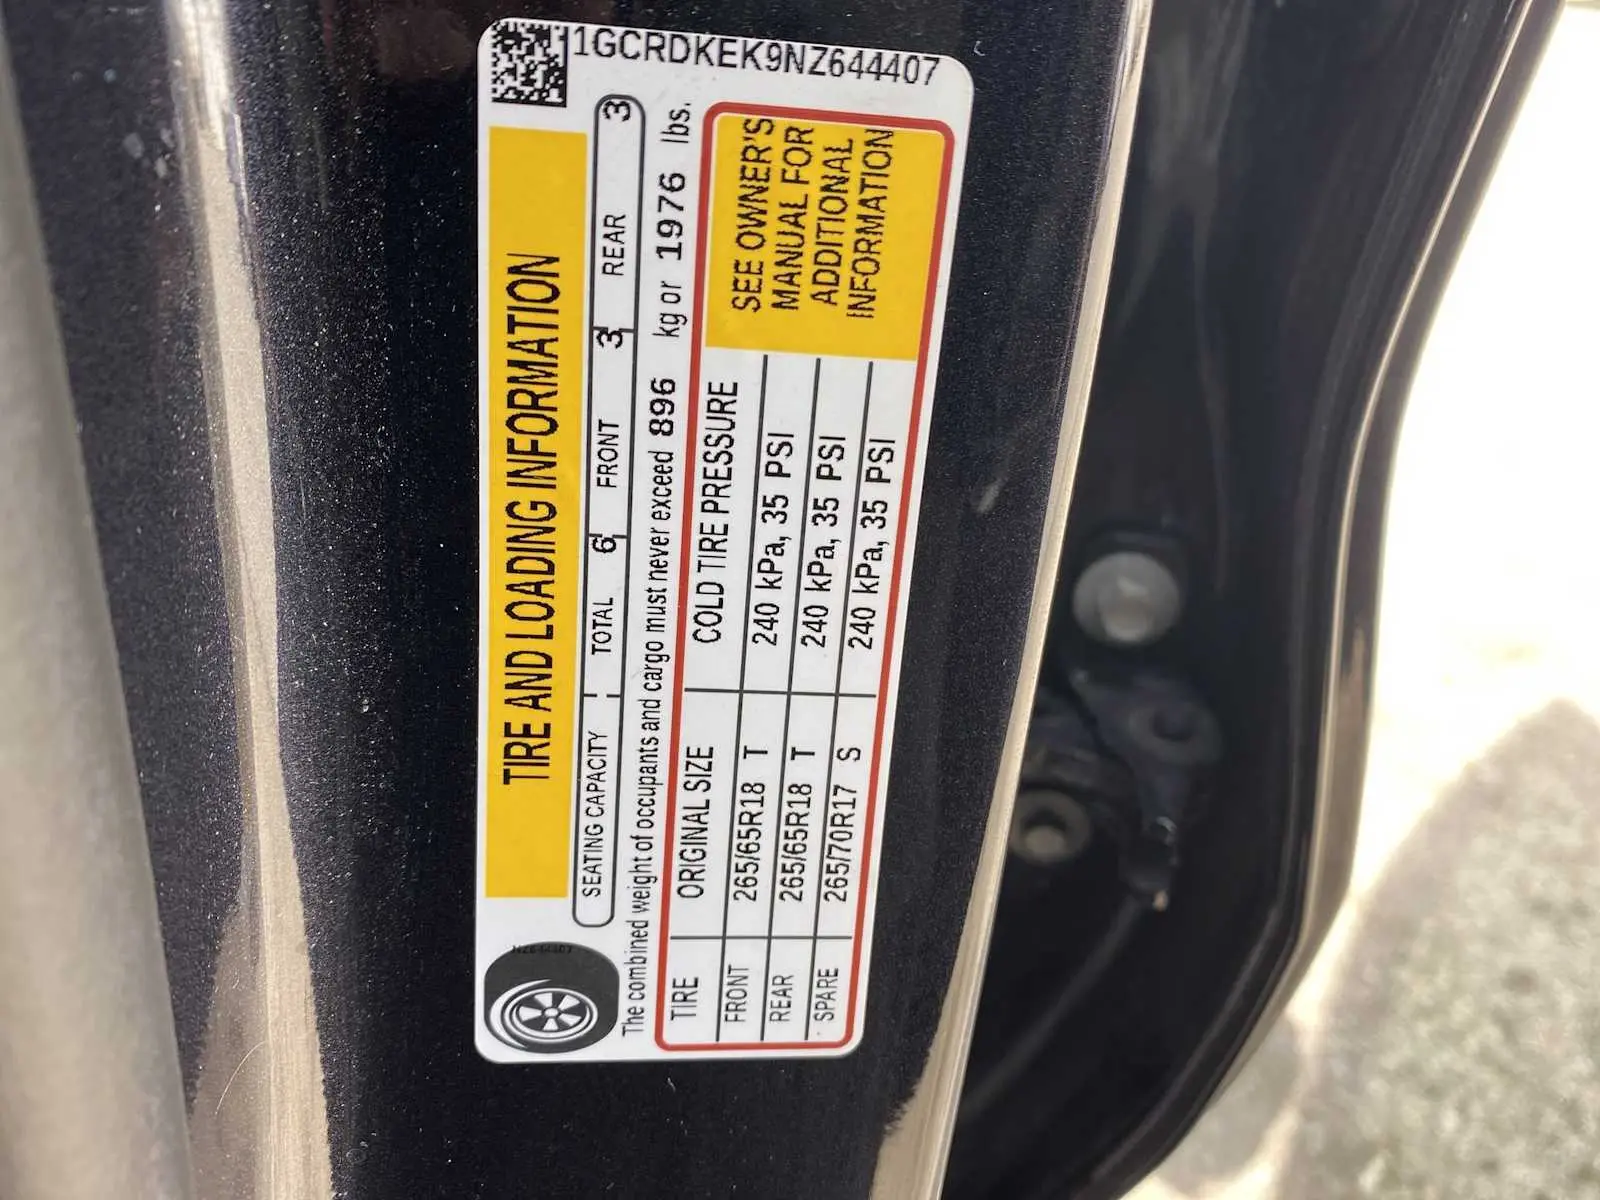 1GCRDKEK9NZ644407
TIRE AND LOADING INFORMATION
SEATING CAPACITY TOTAL 6 FRONT 3 REAR 3
The combined weight of occupants and cargo must never exceed 896 kg or 1976 lbs.
TIRE ORIGINAL SIZE COLD TIRE PRESSURE
FRONT 265/65R18 T 240 kPa, 35 PSI
REAR 265/65R18 T 240 kPa, 35 PSI
SPARE 265/70R17 S 240 kPa, 35 PSI
SEE OWNER'S
MANUAL FOR
ADDITIONAL
INFORMATION